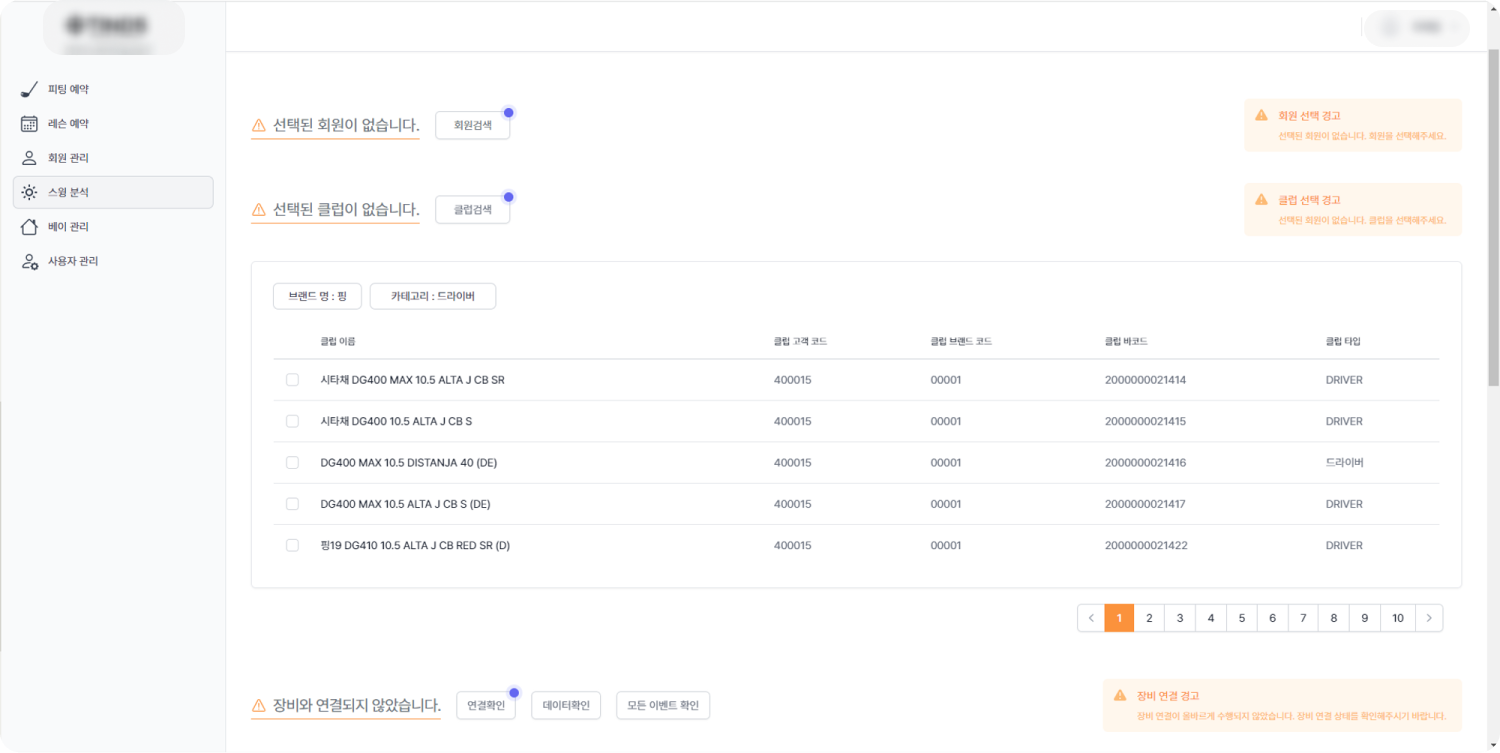 피팅 예약
레슨 예약
회원 관리
스윙 분석
베이 관리
사용자 관리
선택된 회원이 없습니다.
회원검색
회원 선택 경고
선택된 회원이 없습니다. 회원을 선택해주세요.
선택된 클럽이 없습니다.
클럽검색
클럽 선택 경고
선택된 회원이 없습니다. 클럽을 선택해주세요.
브랜드 명 : 핑
카테고리 : 드라이버
클럽 이름 클럽 고객 코드 클럽 브랜드 코드 클럽 바코드 클럽 타입
시타채 DG400 MAX 10.5 ALTA J CB SR 400015 00001 2000000021414 DRIVER
시타채 DG400 10.5 ALTA J CB S 400015 00001 2000000021415 DRIVER
DG400 MAX 10.5 DISTANJA 40 (DE) 400015 00001 2000000021416 드라이버
DG400 MAX 10.5 ALTA J CB S (DE) 400015 00001 2000000021417 DRIVER
핑19 DG410 10.5 ALTA J CB RED SR (D) 400015 00001 2000000021422 DRIVER
< 1 2 3 4 5 6 7 8 9 10 >
장비와 연결되지 않았습니다.
연결확인
데이터확인
모든 이벤트 확인
장비 연결 경고
장비 연결이 올바르게 수행되지 않았습니다. 장비 연결 상태를 확인해주시기 바랍니다.